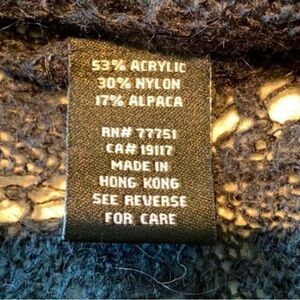 53% ACRYLIC
30% NYLON
17% ALPACA
RN# 77751
CA# 19117
MADE IN
HONG KONG
SEE REVERSE
FOR CARE